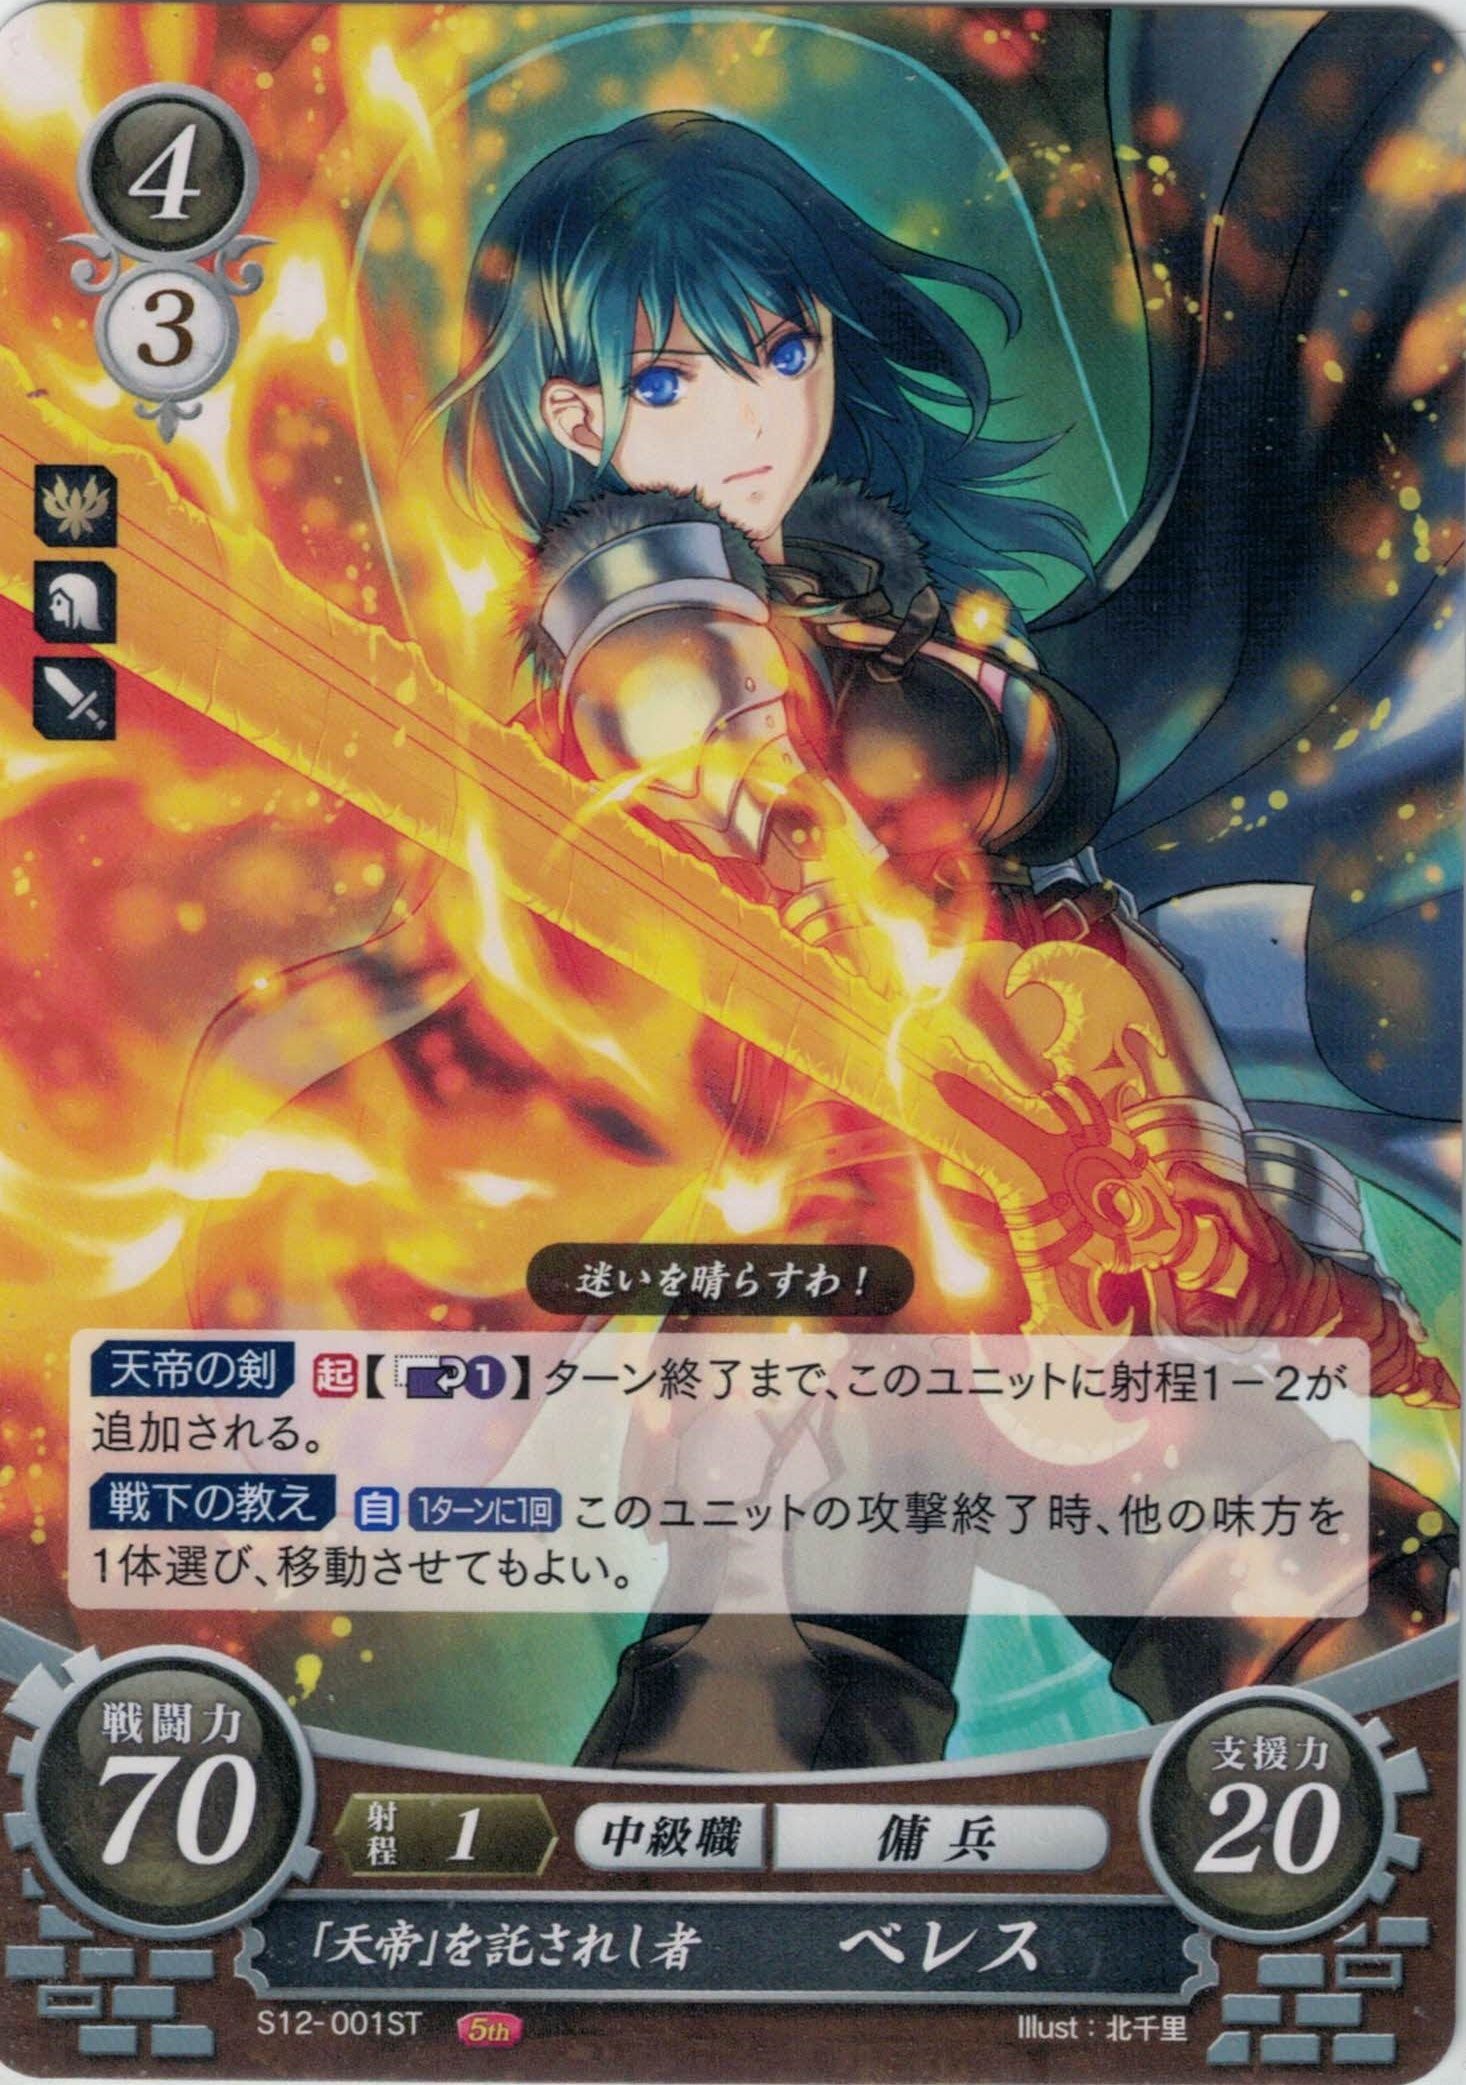 4
3
迷いを晴らすわ！
天帝の剣 起【1】ターン終了まで、このユニットに射程1－2が
追加される。
戦下の教え 自 1ターンに1回 このユニットの攻撃終了時、他の味方を
1体選び、移動させてもよい。
戦闘力
70
射程 1
中級職 傭兵
支援力
20
「天帝」を託されし者 ベレス
S12-001ST 5th Illust：北千里